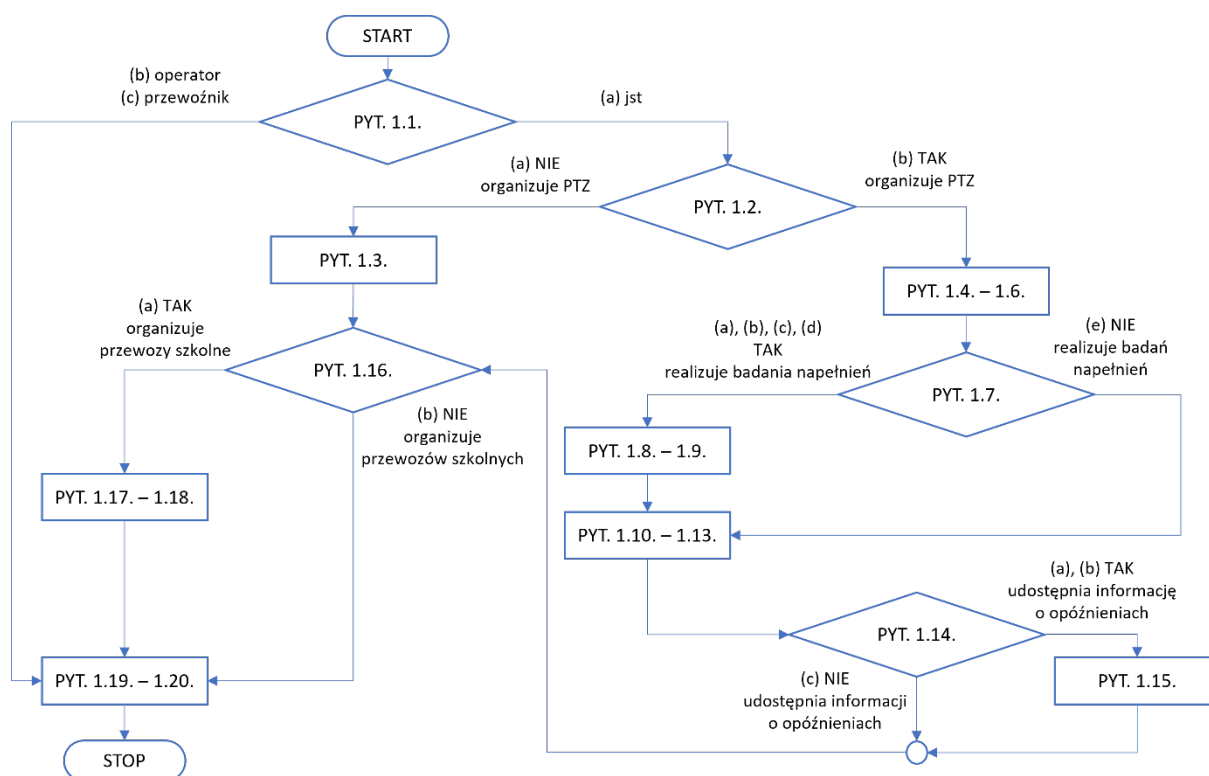 START
(b) operator
(c) przewoźnik
(a) jst
PYT. 1.1.
(a) NIE
organizuje PTZ
(b) TAK
organizuje PTZ
PYT. 1.2.
PYT. 1.3.
PYT. 1.4. – 1.6.
(a) TAK
organizuje
przewozy szkolne
(a), (b), (c), (d)
TAK
realizuje badania napełnień
(e) NIE
realizuje badań
napełnień
PYT. 1.16.
PYT. 1.7.
(b) NIE
organizuje
przewozów szkolnych
PYT. 1.8. – 1.9.
PYT. 1.17. – 1.18.
PYT. 1.10. – 1.13.
(a), (b) TAK
udostępnia informację
o opóźnieniach
PYT. 1.14.
PYT. 1.19. – 1.20.
(c) NIE
udostępnia informacji
o opóźnieniach
PYT. 1.15.
STOP